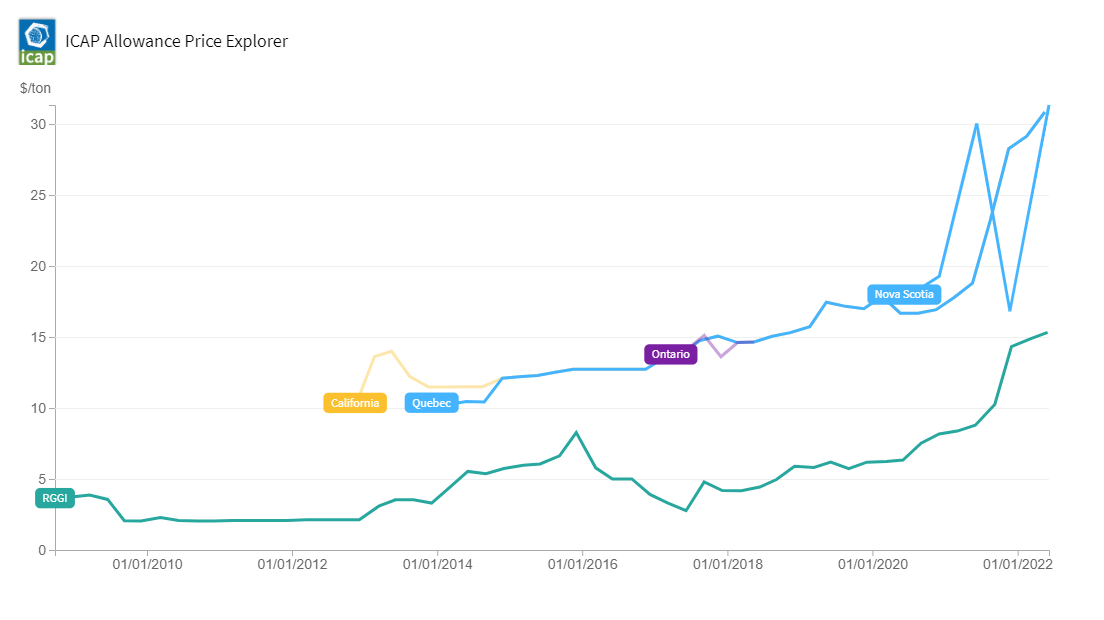 icap
ICAP Allowance Price Explorer
$/ton
30
25
20
15
10
5
0
Nova Scotia
Ontario
California
Quebec
RGGI
01/01/2010
01/01/2012
01/01/2014
01/01/2016
01/01/2018
01/01/2020
01/01/2022